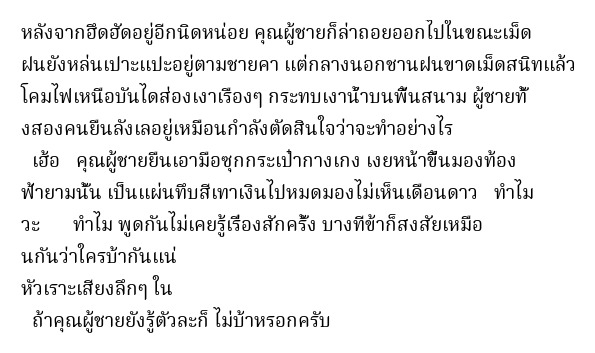 หลังจากฮึดฮัดอยู่อีกนิดหน่อย คุณผู้ชายก็ล่าถอยออกไปในขณะเม็ด
ฝนยังหล่นเปาะแปะอยู่ตามชายคา แต่กลางนอกชานฝนขาดเม็ดสนิทแล้ว
โคมไฟเหนือบันไดส่องเงาเรืองๆ กระทบเงาน้ำบนพื้นสนาม ผู้ชายทั้
งสองคนยืนลังเลอยู่เหมือนกำลังตัดสินใจว่าจะทำอย่างไร
เฮ้อ คุณผู้ชายยืนเอามือซุกกระเป๋ากางเกง เงยหน้าขึ้นมองท้อง
ฟ้ายามนั้น เป็นแผ่นทึบสีเทาเงินไปหมดมองไม่เห็นเดือนดาว ทำไม
วะ ทำไม พูดกันไม่เคยรู้เรื่องสักครั้ง บางทีข้าก็สงสัยเหมือ
นกันว่าใครบ้ากันแน่
หัวเราะเสียงลึกๆ ใน
ถ้าคุณผู้ชายยังรู้ตัวละก็ ไม่บ้าหรอกครับ